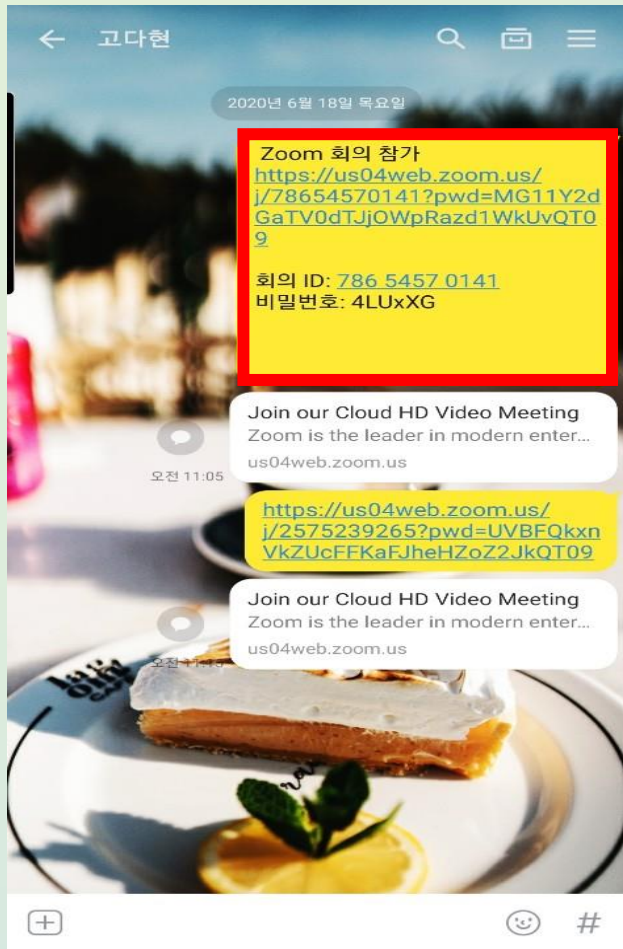 고다현
2020년 6월 18일 목요일
Zoom 회의 참가
https://us04web.zoom.us/
j/78654570141?pwd=MG11Y2d
GaTV0dTJjOWpRazd1WkUvQT0
9
회의 ID: 786 5457 0141
비밀번호: 4LUxXG
Join our Cloud HD Video Meeting
Zoom is the leader in modern enter...
us04web.zoom.us
오전 11:05
https://us04web.zoom.us/
j/2575239265?pwd=UVBFQkxn
VkZUcFFKaFJheHZoZ2JkQT09
Join our Cloud HD Video Meeting
Zoom is the leader in modern enter...
us04web.zoom.us
#